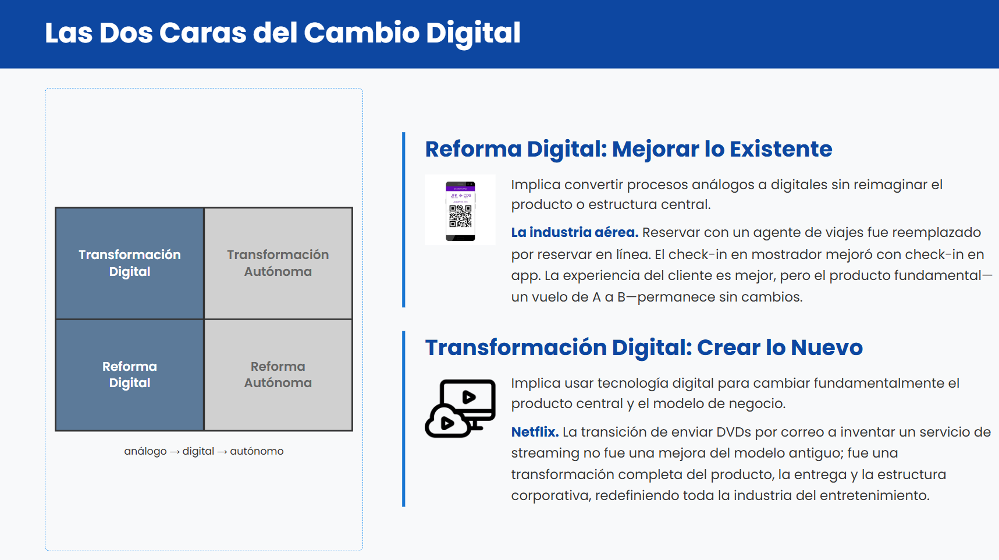 Las Dos Caras del Cambio Digital
Transformación
Digital
Transformación
Autónoma
Reforma
Digital
Reforma
Autónoma
análogo → digital → autónomo
Reforma Digital: Mejorar lo Existente
JFK ✈ CDG
Implica convertir procesos análogos a digitales sin reimaginar el
producto o estructura central.
La industria aérea. Reservar con un agente de viajes fue reemplazado
por reservar en línea. El check-in en mostrador mejoró con check-in en
app. La experiencia del cliente es mejor, pero el producto fundamental—
un vuelo de A a B—permanece sin cambios.
Transformación Digital: Crear lo Nuevo
Implica usar tecnología digital para cambiar fundamentalmente el
producto central y el modelo de negocio.
Netflix. La transición de enviar DVDs por correo a inventar un servicio de
streaming no fue una mejora del modelo antiguo; fue una
transformación completa del producto, la entrega y la estructura
corporativa, redefiniendo toda la industria del entretenimiento.